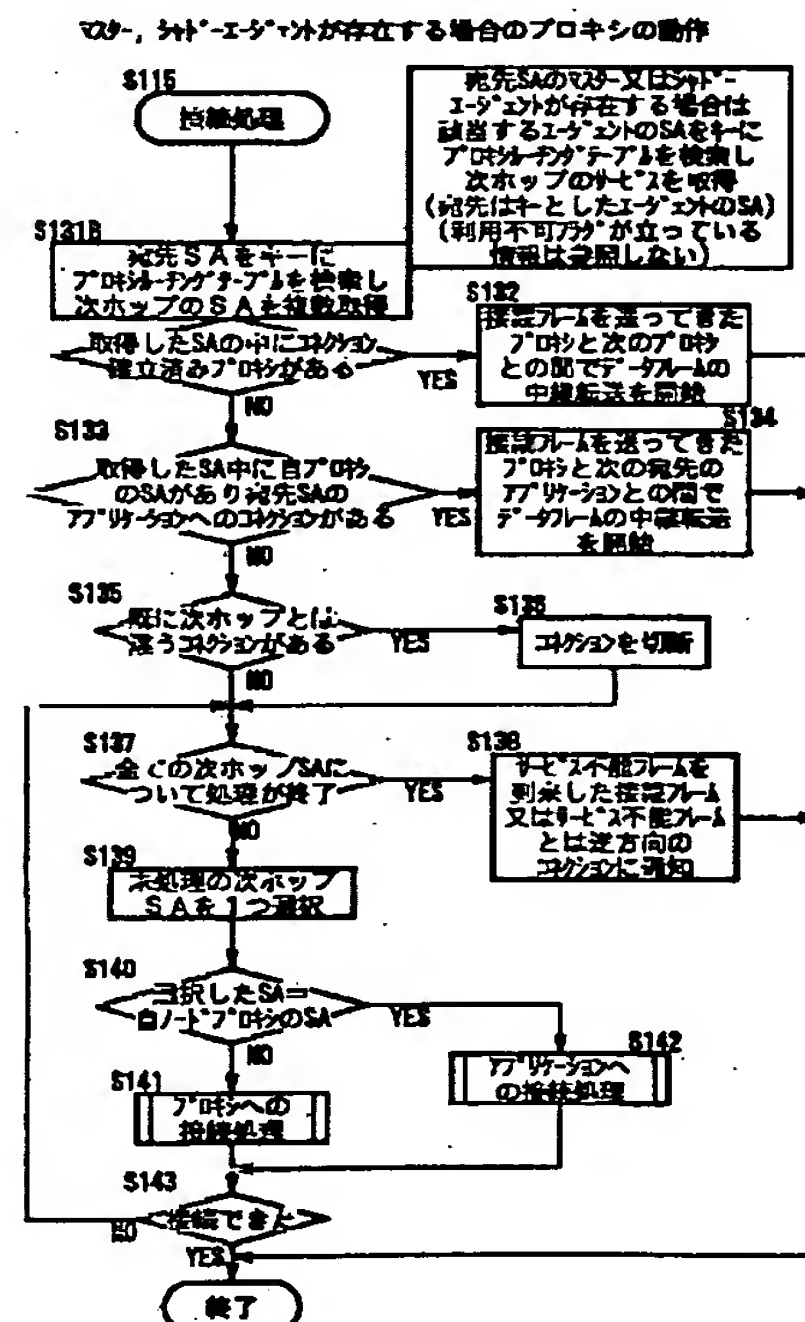 マスター, シャドーエージェントが存在する場合のプロキシの動作
S115
接続処理
宛先SAのマスター又はシャドー
エージェントが存在する場合は
該当するエージェントのSAをキーに
プロキシルーチングテーブルを検索し
次ホップのサービスを取得
(宛先はキーとしたエージェントのSA)
(利用不可フラグが立っている
情報は参照しない)
S131B
宛先SAをキーに
プロキシルーチングテーブルを検索し
次ホップのSAを複数取得
取得したSAの中にコネクション
確立済みプロキシがある
YES
NO
S132
接続フレームを送ってきた
プロキシと次のプロキシ
との間でデータフレームの
中継転送を開始
S133
取得したSA中に自プロキシ
のSAがあり宛先SAの
アプリケーションへのコネクションがある
YES
NO
S134
接続フレームを送ってきた
プロキシと次の宛先の
アプリケーションとの間で
データフレームの中継転送
を開始
S135
既に次ホップとは
違うコネクションがある
YES
NO
S136
コネクションを切断
S137
全ての次ホップSAに
ついて処理が終了
YES
NO
S138
サービス不能フレームを
到来した接続フレーム
又はサービス不能フレーム
とは逆方向の
コネクションに通知
S139
未処理の次ホップ
SAを1つ選択
S140
選択したSA=
自ノードプロキシのSA
YES
NO
S141
プロキシへの
接続処理
S142
アプリケーションへ
の接続処理
S143
接続できた
NO
YES
終了